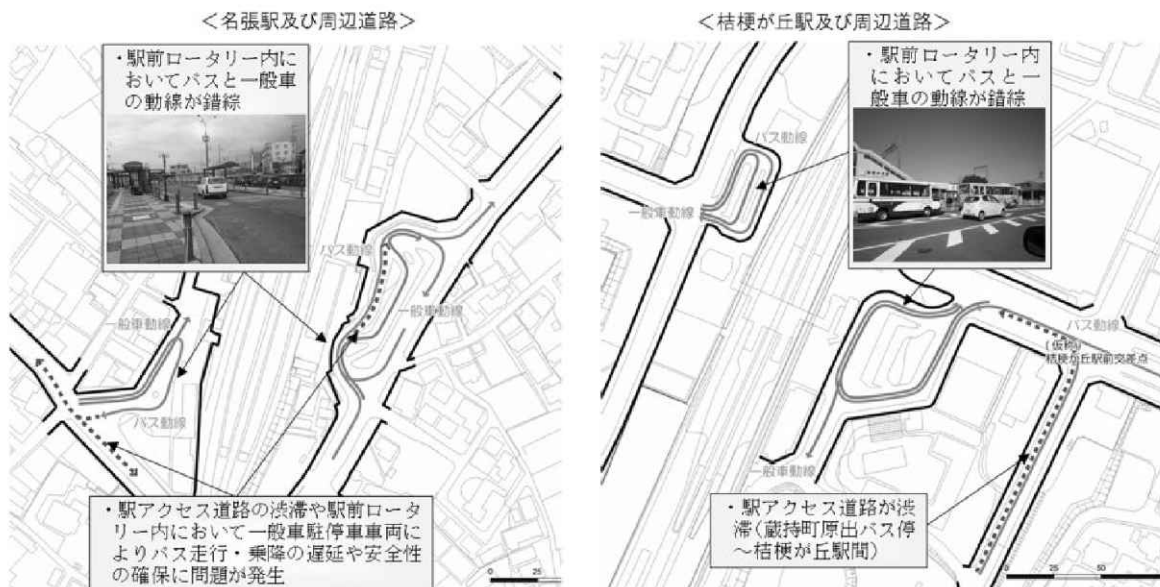 ＜名張駅及び周辺道路＞
・駅前ロータリー内に
おいてバスと一般車
の動線が錯綜
バス動線
一般車動線
一般車動線
バス動線
・駅アクセス道路の渋滞や駅前ロータ
リー内において一般車駐停車車両に
よりバス走行・乗降の遅延や安全性
の確保に問題が発生
0 25
＜桔梗が丘駅及び周辺道路＞
・駅前ロータリー内
においてバスと一
般車の動線が錯綜
バス動線
一般車動線
バス動線
(仮称)
桔梗が丘駅前交差点
一般車動線
・駅アクセス道路が渋
滞(蔵持町原出バス停
～桔梗が丘駅間)
0 25 50